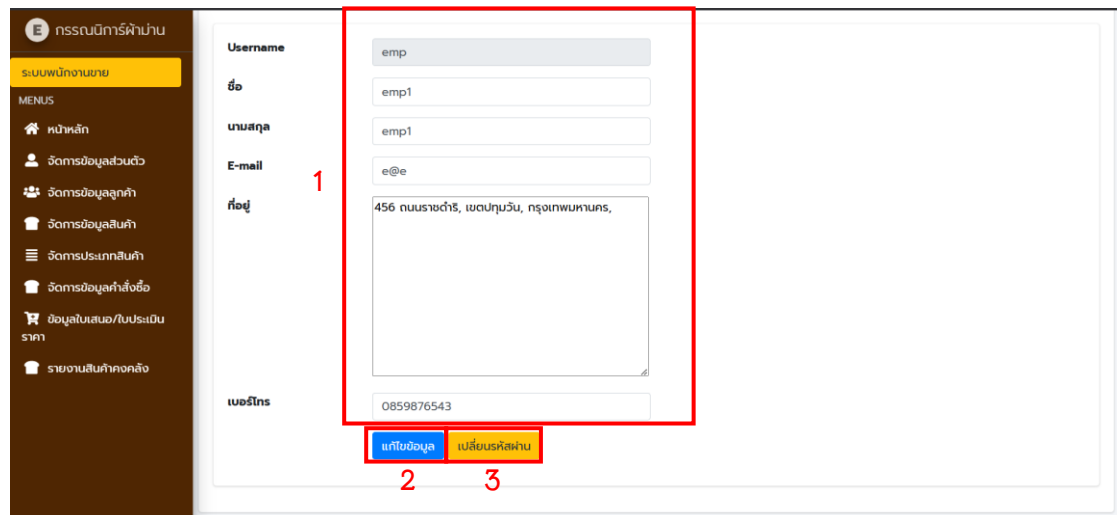 E กรรณนิการ์ผ้าม่าน
ระบบพนักงานขาย
MENUS
หน้าหลัก
จัดการข้อมูลส่วนตัว
จัดการข้อมูลลูกค้า
จัดการข้อมูลสินค้า
จัดการประเภทสินค้า
จัดการข้อมูลคำสั่งซื้อ
ข้อมูลใบเสนอ/ใบประเมิน
ราคา
รายงานสินค้าคงคลัง
Username
emp
ชื่อ
emp1
นามสกุล
emp1
E-mail
e@e
1
ที่อยู่
456 ถนนราชดำริ, เขตปทุมวัน, กรุงเทพมหานคร,
เบอร์โทร
0859876543
แก้ไขข้อมูล
เปลี่ยนรหัสผ่าน
2
3